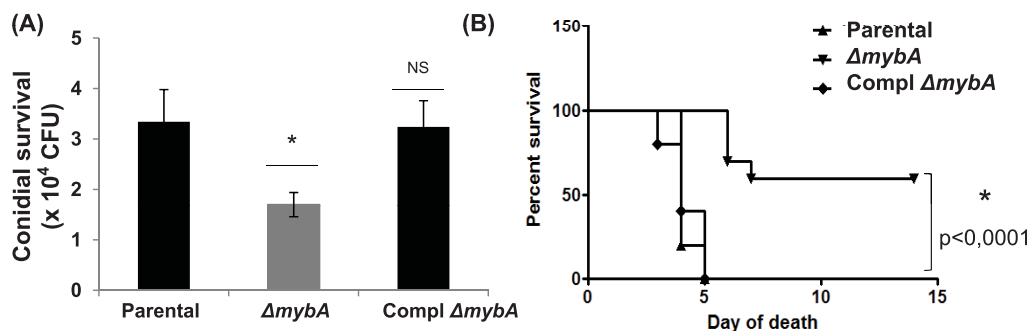 (A)
Conidial survival
(x 10⁴ CFU)
5
4
3
2
1
0
*
NS
Parental
ΔmybA
Compl ΔmybA
(B)
Percent survival
150
100
50
0
0
5
10
15
Day of death
Parental
ΔmybA
Compl ΔmybA
*
p<0,0001